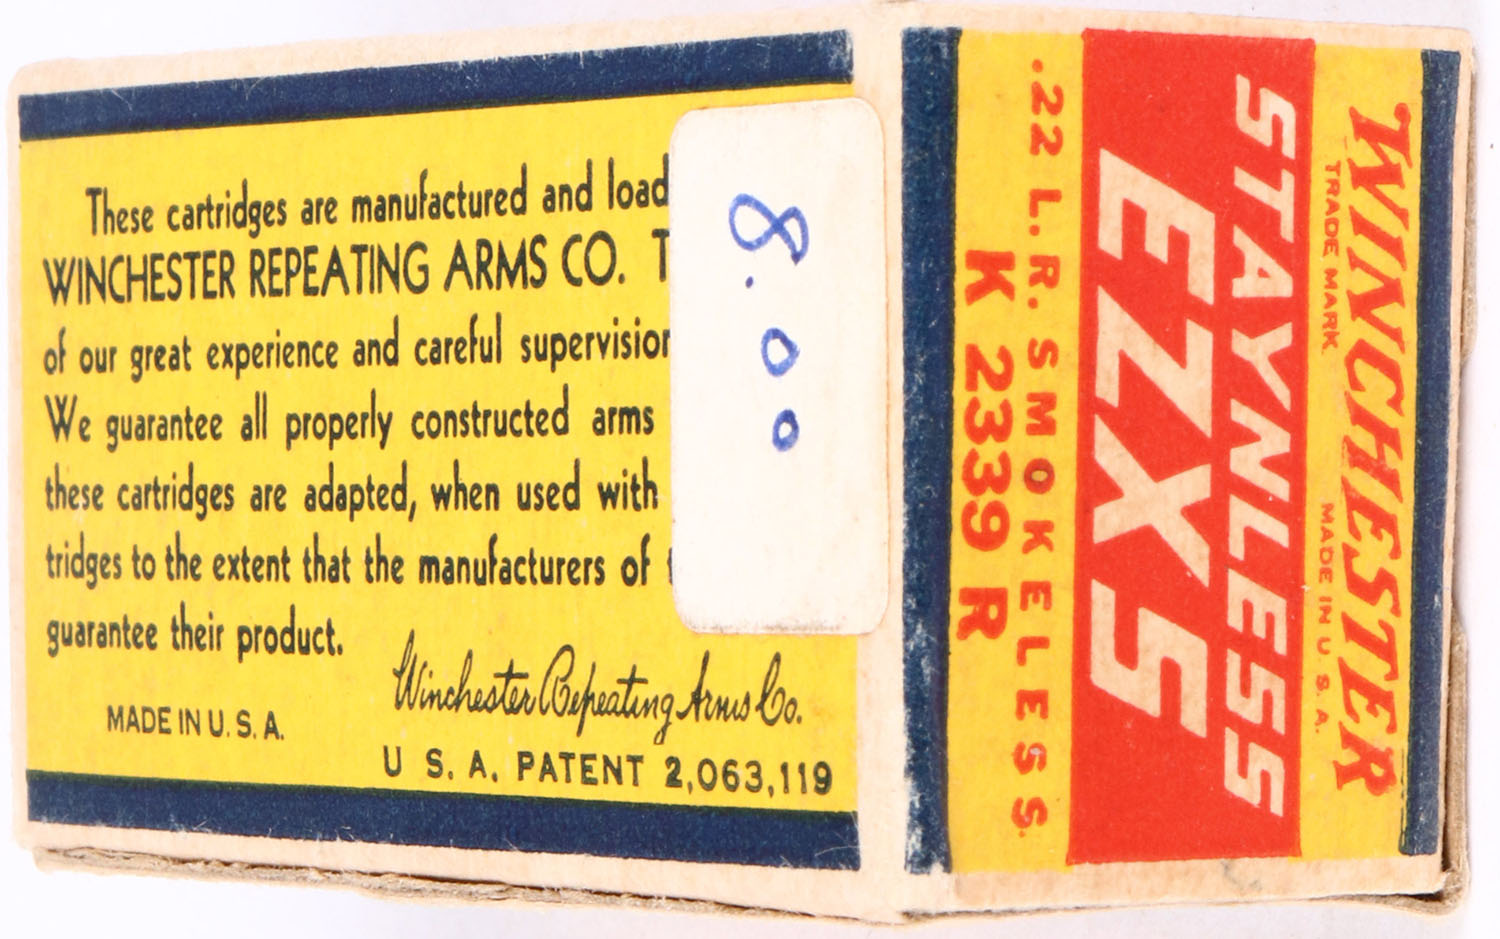 These cartridges are manufactured and load
WINCHESTER REPEATING ARMS CO. T
of our great experience and careful supervision
We guarantee all properly constructed arms
these cartridges are adapted, when used with
tridges to the extent that the manufacturers of
guarantee their product.
Winchester Repeating Arms Co.
MADE IN U. S. A.
U S. A. PATENT 2,063,119
8.00
WINCHESTER
TRADE MARK
MADE IN U. S. A.
STAYNLESS
EZXS
.22 L. R. SMOKELESS
K 2339 R